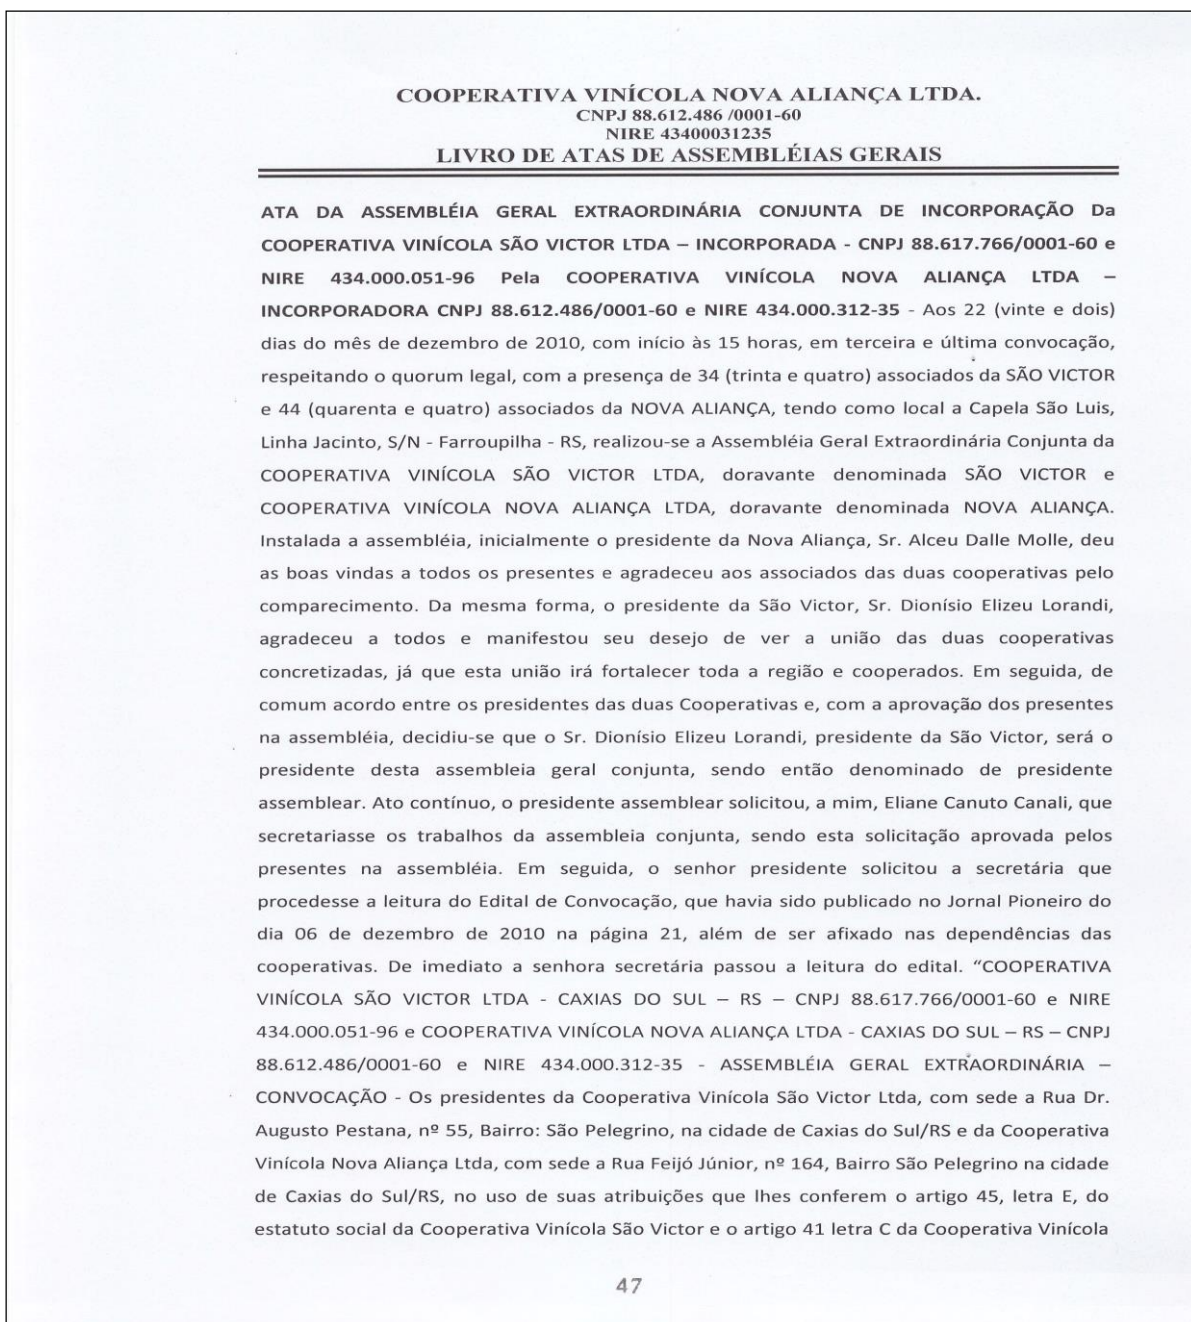 COOPERATIVA VINÍCOLA NOVA ALIANÇA LTDA.
CNPJ 88.612.486 /0001-60
NIRE 43400031235
LIVRO DE ATAS DE ASSEMBLÉIAS GERAIS
ATA DA ASSEMBLÉIA GERAL EXTRAORDINÁRIA CONJUNTA DE INCORPORAÇÃO Da
COOPERATIVA VINÍCOLA SÃO VICTOR LTDA – INCORPORADA - CNPJ 88.617.766/0001-60 e
NIRE 434.000.051-96 Pela COOPERATIVA VINÍCOLA NOVA ALIANÇA LTDA –
INCORPORADORA CNPJ 88.612.486/0001-60 e NIRE 434.000.312-35 - Aos 22 (vinte e dois)
dias do mês de dezembro de 2010, com início às 15 horas, em terceira e última convocação,
respeitando o quorum legal, com a presença de 34 (trinta e quatro) associados da SÃO VICTOR
e 44 (quarenta e quatro) associados da NOVA ALIANÇA, tendo como local a Capela São Luis,
Linha Jacinto, S/N - Farroupilha - RS, realizou-se a Assembléia Geral Extraordinária Conjunta da
COOPERATIVA VINÍCOLA SÃO VICTOR LTDA, doravante denominada SÃO VICTOR e
COOPERATIVA VINÍCOLA NOVA ALIANÇA LTDA, doravante denominada NOVA ALIANÇA.
Instalada a assembléia, inicialmente o presidente da Nova Aliança, Sr. Alceu Dalle Molle, deu
as boas vindas a todos os presentes e agradeceu aos associados das duas cooperativas pelo
comparecimento. Da mesma forma, o presidente da São Victor, Sr. Dionísio Elizeu Lorandi,
agradeceu a todos e manifestou seu desejo de ver a união das duas cooperativas
concretizadas, já que esta união irá fortalecer toda a região e cooperados. Em seguida, de
comum acordo entre os presidentes das duas Cooperativas e, com a aprovação dos presentes
na assembléia, decidiu-se que o Sr. Dionísio Elizeu Lorandi, presidente da São Victor, será o
presidente desta assembleia geral conjunta, sendo então denominado de presidente
assemblear. Ato contínuo, o presidente assemblear solicitou, a mim, Eliane Canuto Canali, que
secretariasse os trabalhos da assembleia conjunta, sendo esta solicitação aprovada pelos
presentes na assembléia. Em seguida, o senhor presidente solicitou a secretária que
procedesse a leitura do Edital de Convocação, que havia sido publicado no Jornal Pioneiro do
dia 06 de dezembro de 2010 na página 21, além de ser afixado nas dependências das
cooperativas. De imediato a senhora secretária passou a leitura do edital. “COOPERATIVA
VINÍCOLA SÃO VICTOR LTDA - CAXIAS DO SUL – RS – CNPJ 88.617.766/0001-60 e NIRE
434.000.051-96 e COOPERATIVA VINÍCOLA NOVA ALIANÇA LTDA - CAXIAS DO SUL – RS – CNPJ
88.612.486/0001-60 e NIRE 434.000.312-35 - ASSEMBLÉIA GERAL EXTRAORDINÁRIA –
CONVOCAÇÃO - Os presidentes da Cooperativa Vinícola São Victor Ltda, com sede a Rua Dr.
Augusto Pestana, nº 55, Bairro: São Pelegrino, na cidade de Caxias do Sul/RS e da Cooperativa
Vinícola Nova Aliança Ltda, com sede a Rua Feijó Júnior, nº 164, Bairro São Pelegrino na cidade
de Caxias do Sul/RS, no uso de suas atribuições que lhes conferem o artigo 45, letra E, do
estatuto social da Cooperativa Vinícola São Victor e o artigo 41 letra C da Cooperativa Vinícola
47